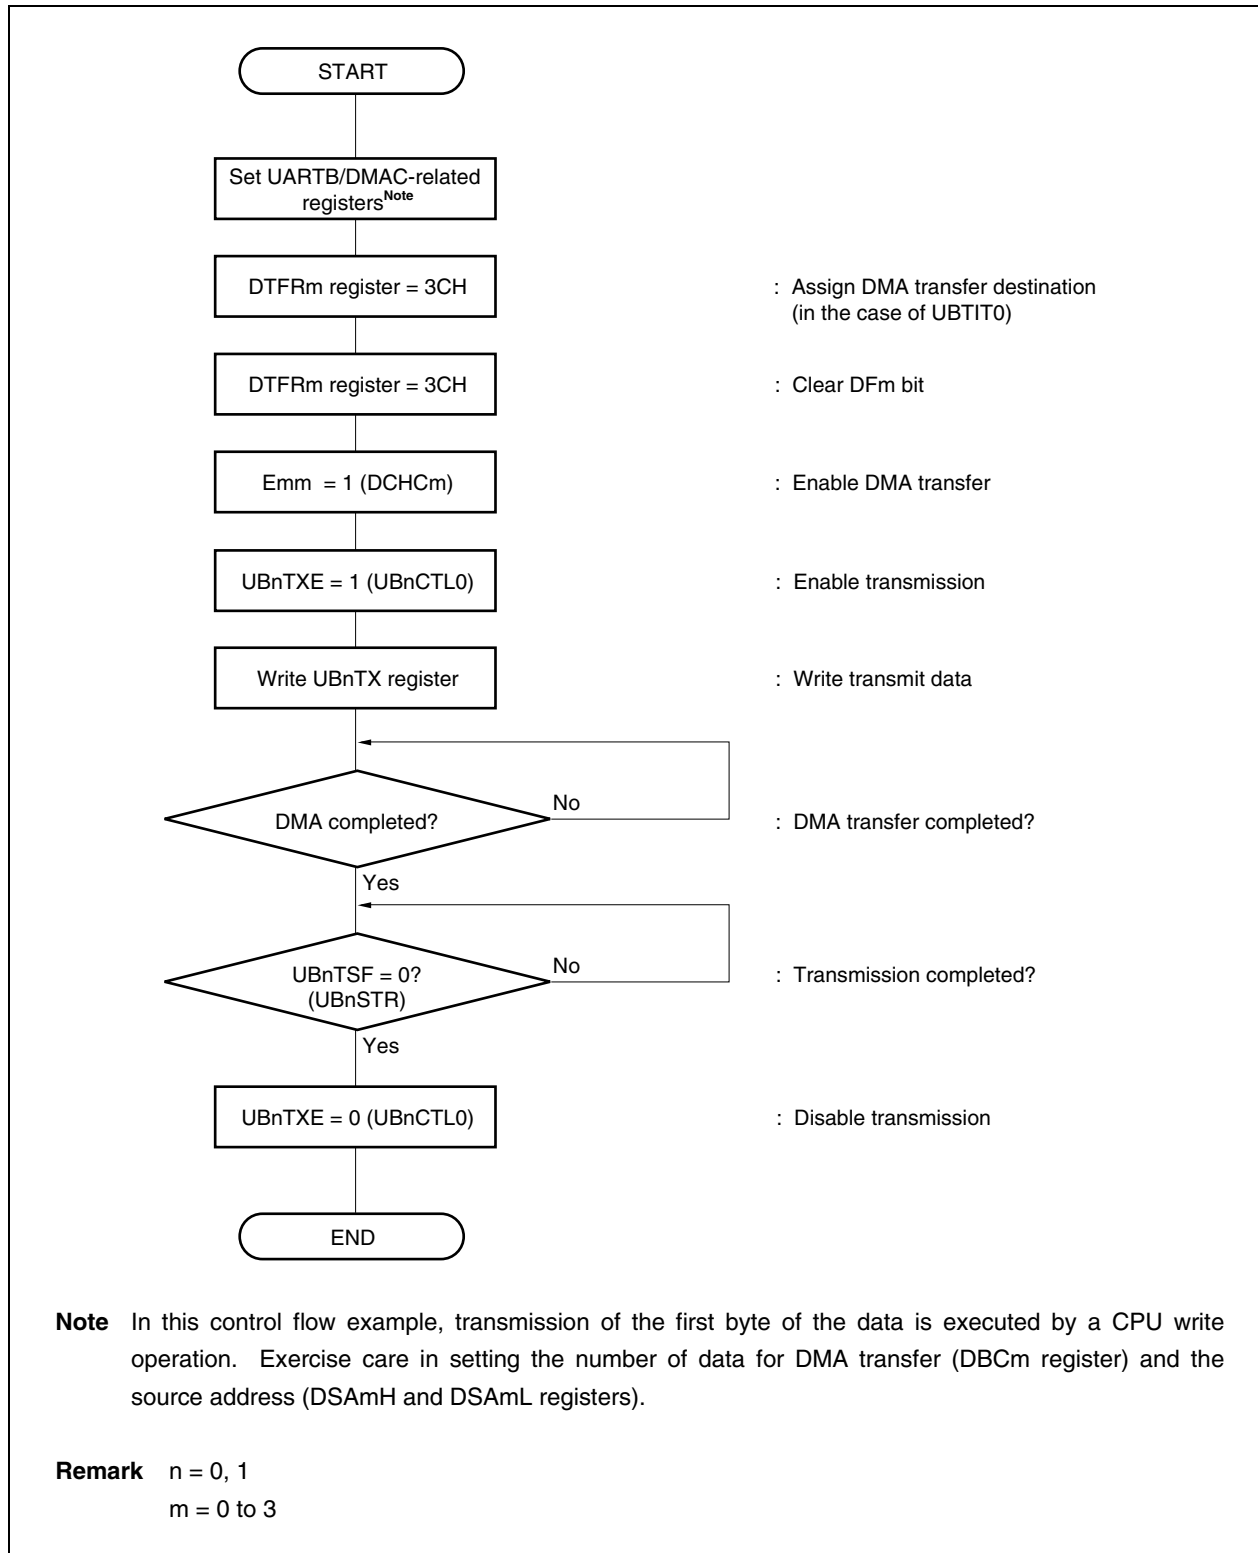 START
Set UARTB/DMAC-related
registersNote
DTFRm register = 3CH
: Assign DMA transfer destination
(in the case of UBTIT0)
DTFRm register = 3CH
: Clear DFm bit
Emm = 1 (DCHCm)
: Enable DMA transfer
UBnTXE = 1 (UBnCTL0)
: Enable transmission
Write UBnTX register
: Write transmit data
No
DMA completed?
: DMA transfer completed?
Yes
No
UBnTSF = 0?
(UBnSTR)
: Transmission completed?
Yes
UBnTXE = 0 (UBnCTL0)
: Disable transmission
END
Note In this control flow example, transmission of the first byte of the data is executed by a CPU write
operation. Exercise care in setting the number of data for DMA transfer (DBCm register) and the
source address (DSAmH and DSAmL registers).
Remark n = 0, 1
m = 0 to 3